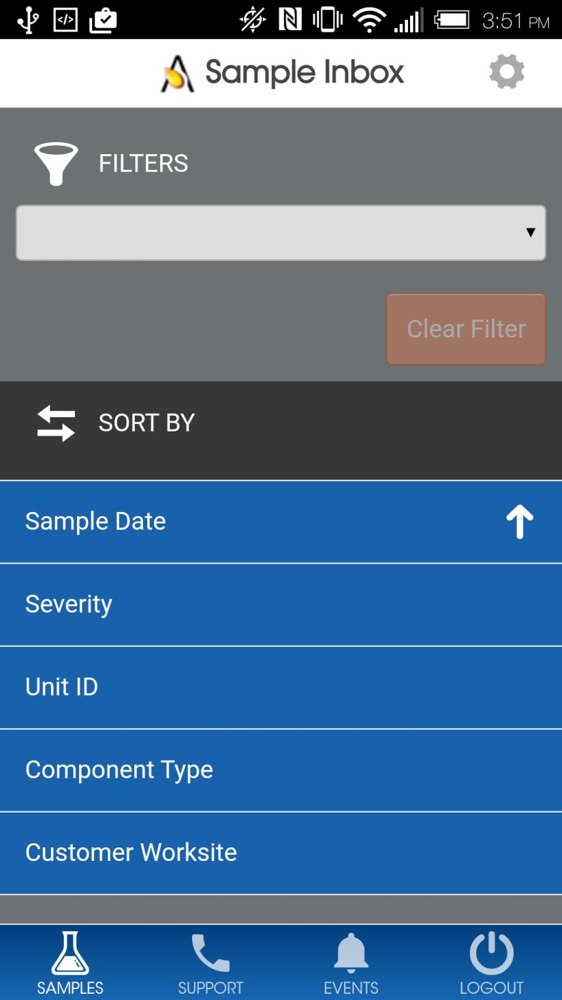 3:51 PM
Sample Inbox
FILTERS
Clear Filter
SORT BY
Sample Date
Severity
Unit ID
Component Type
Customer Worksite
SAMPLES SUPPORT EVENTS LOGOUT